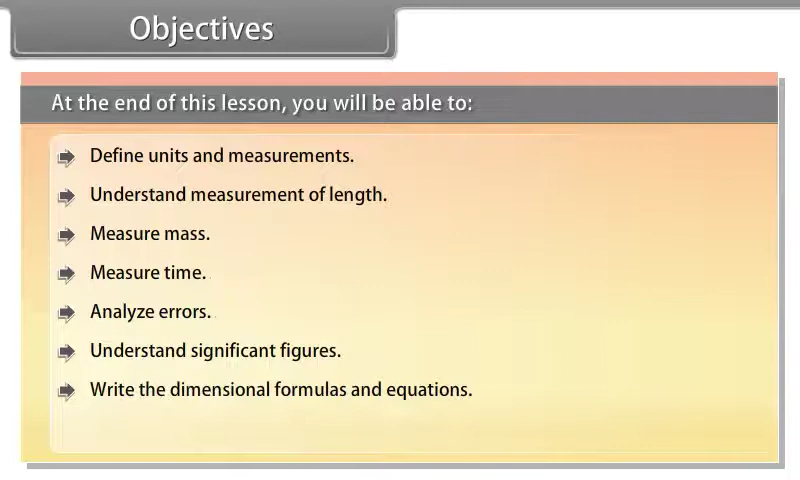 Objectives
At the end of this lesson, you will be able to:
Define units and measurements.
Understand measurement of length.
Measure mass.
Measure time.
Analyze errors.
Understand significant figures.
Write the dimensional formulas and equations.